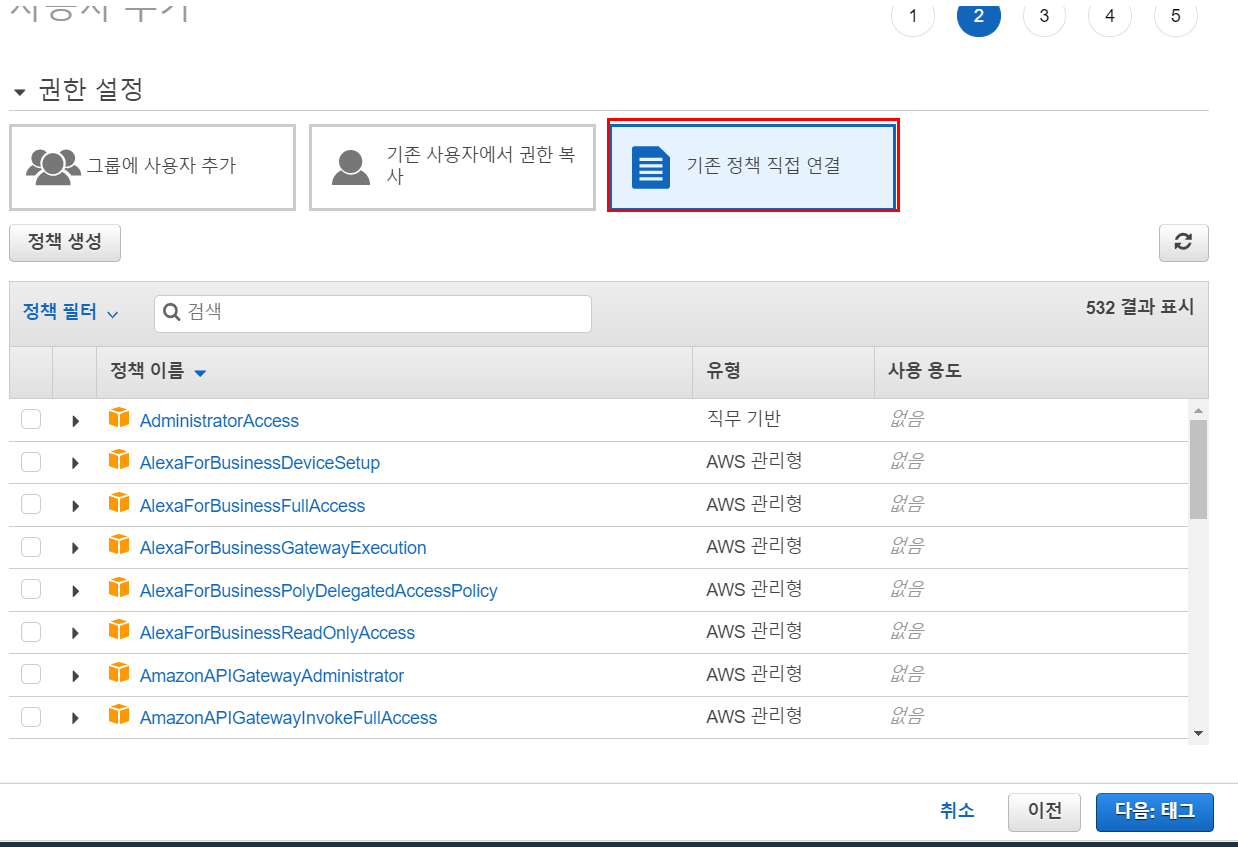 사용자 추가
1 2 3 4 5
권한 설정
그룹에 사용자 추가
기존 사용자에서 권한 복
사
기존 정책 직접 연결
정책 생성
정책 필터 검색 532 결과 표시
정책 이름 유형 사용 용도
AdministratorAccess 직무 기반 없음
AlexaForBusinessDeviceSetup AWS 관리형 없음
AlexaForBusinessFullAccess AWS 관리형 없음
AlexaForBusinessGatewayExecution AWS 관리형 없음
AlexaForBusinessPolyDelegatedAccessPolicy AWS 관리형 없음
AlexaForBusinessReadOnlyAccess AWS 관리형 없음
AmazonAPIGatewayAdministrator AWS 관리형 없음
AmazonAPIGatewayInvokeFullAccess AWS 관리형 없음
취소 이전 다음: 태그